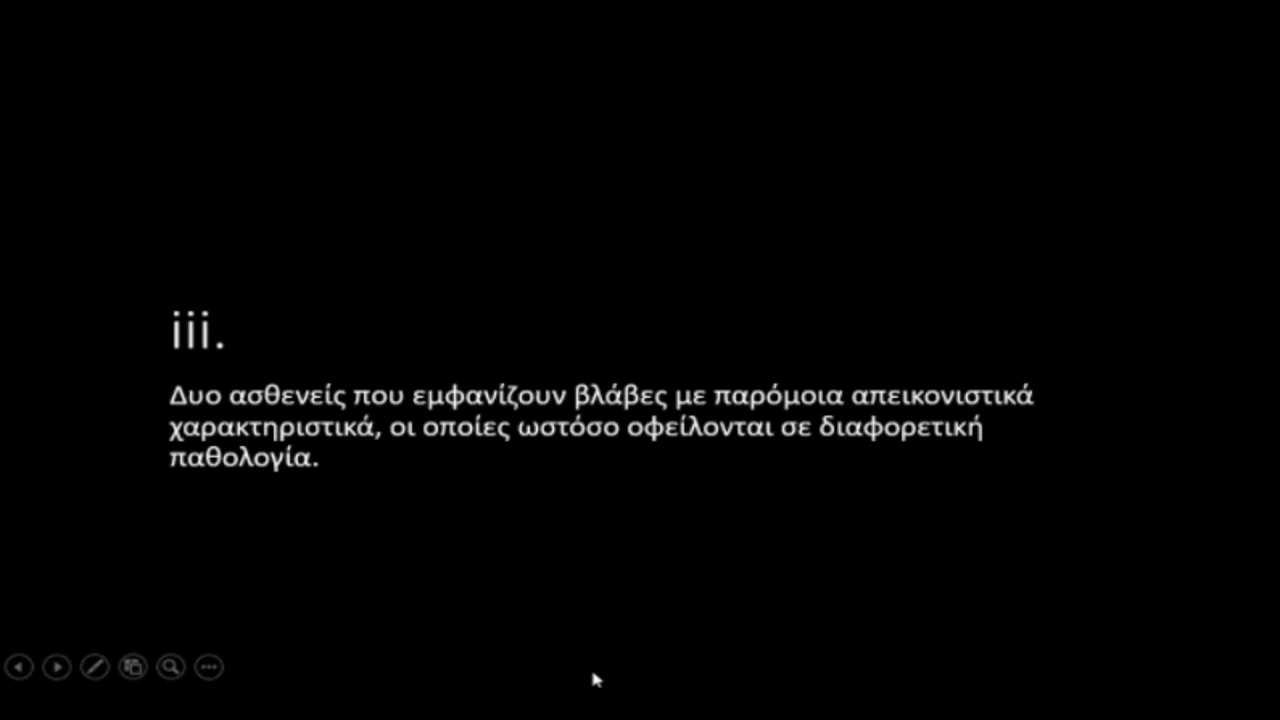 iii.
Δυο ασθενείς που εμφανίζουν βλάβες με παρόμοια απεικονιστικά
χαρακτηριστικά, οι οποίες ωστόσο οφείλονται σε διαφορετική
παθολογία.